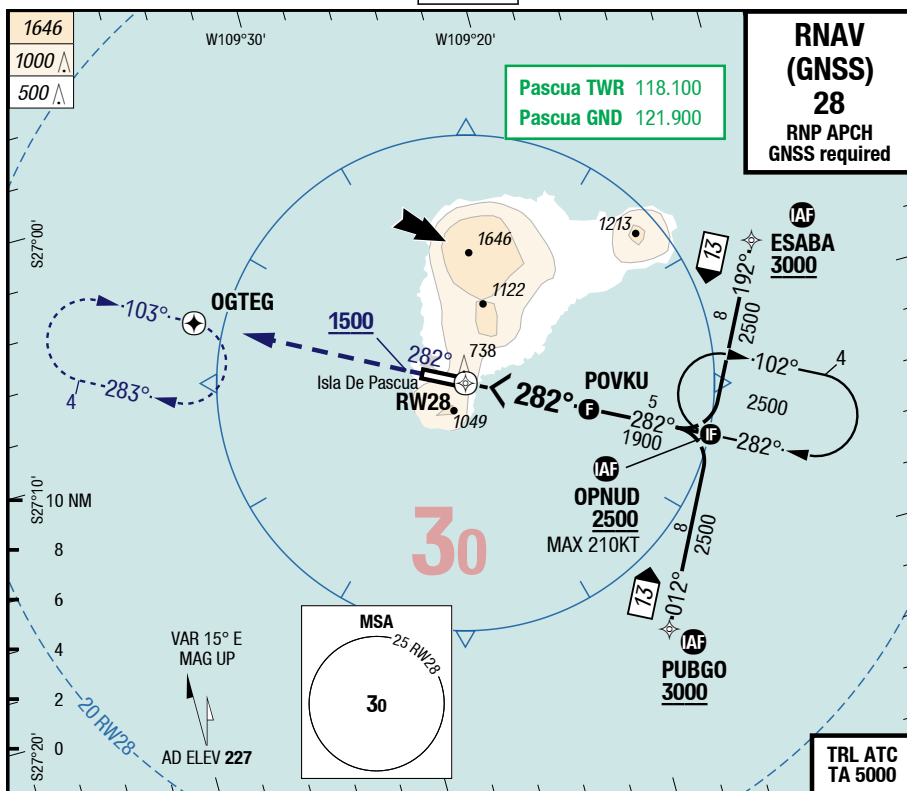 1646
1000
500
W109°30'
W109°20'
Pascua TWR 118.100
Pascua GND 121.900
RNAV
(GNSS)
28
RNP APCH
GNSS required
S27°00'
1646
1213
1122
IAF
ESABA
3000
13
192°
8
2500
OGTEG
103°
283°
4
1500
282°
738
Isla De Pascua
RW28
1049
282°
POVKU
F
5
282°
1900
IF
102°
4
2500
282°
IAF
OPNUD
2500
MAX 210KT
8
2500
012°
13
IAF
PUBGO
3000
S27°10'
10 NM
8
6
4
2
0
30
VAR 15° E
MAG UP
AD ELEV 227
MSA
25 RW28
30
20 RW28
S27°20'
TRL ATC
TA 5000